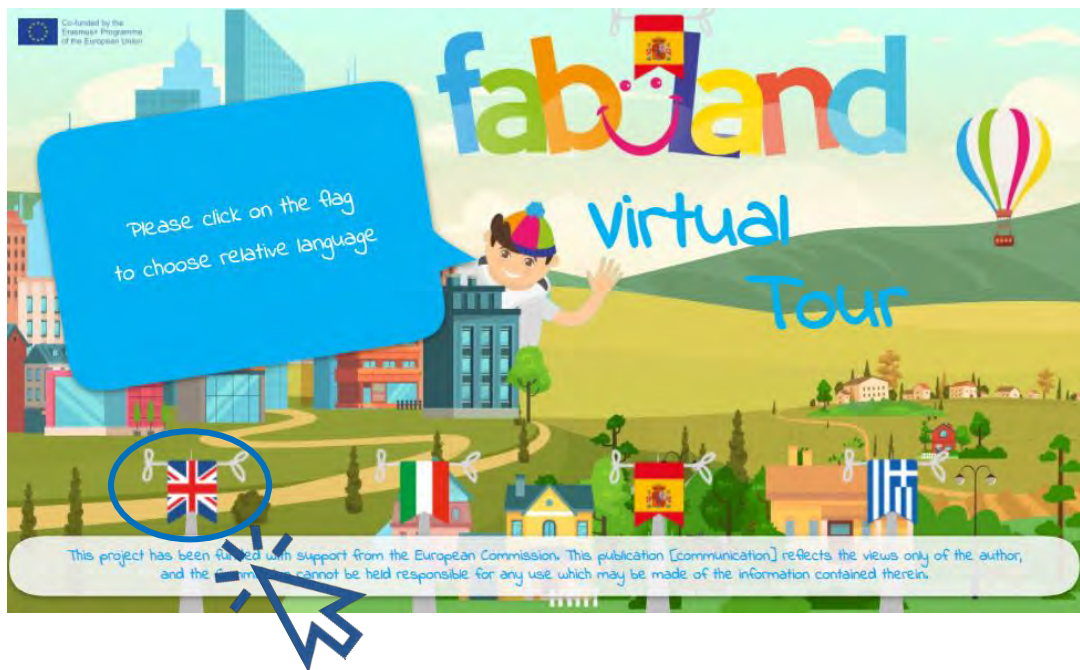 Co-funded by the
Erasmus+ Programme
of the European Union
fabuland
Virtual
Tour
Please click on the flag
to choose relative language
This project has been funded with support from the European Commission. This publication [communication] reflects the views only of the author,
and the Commission cannot be held responsible for any use which may be made of the information contained therein.